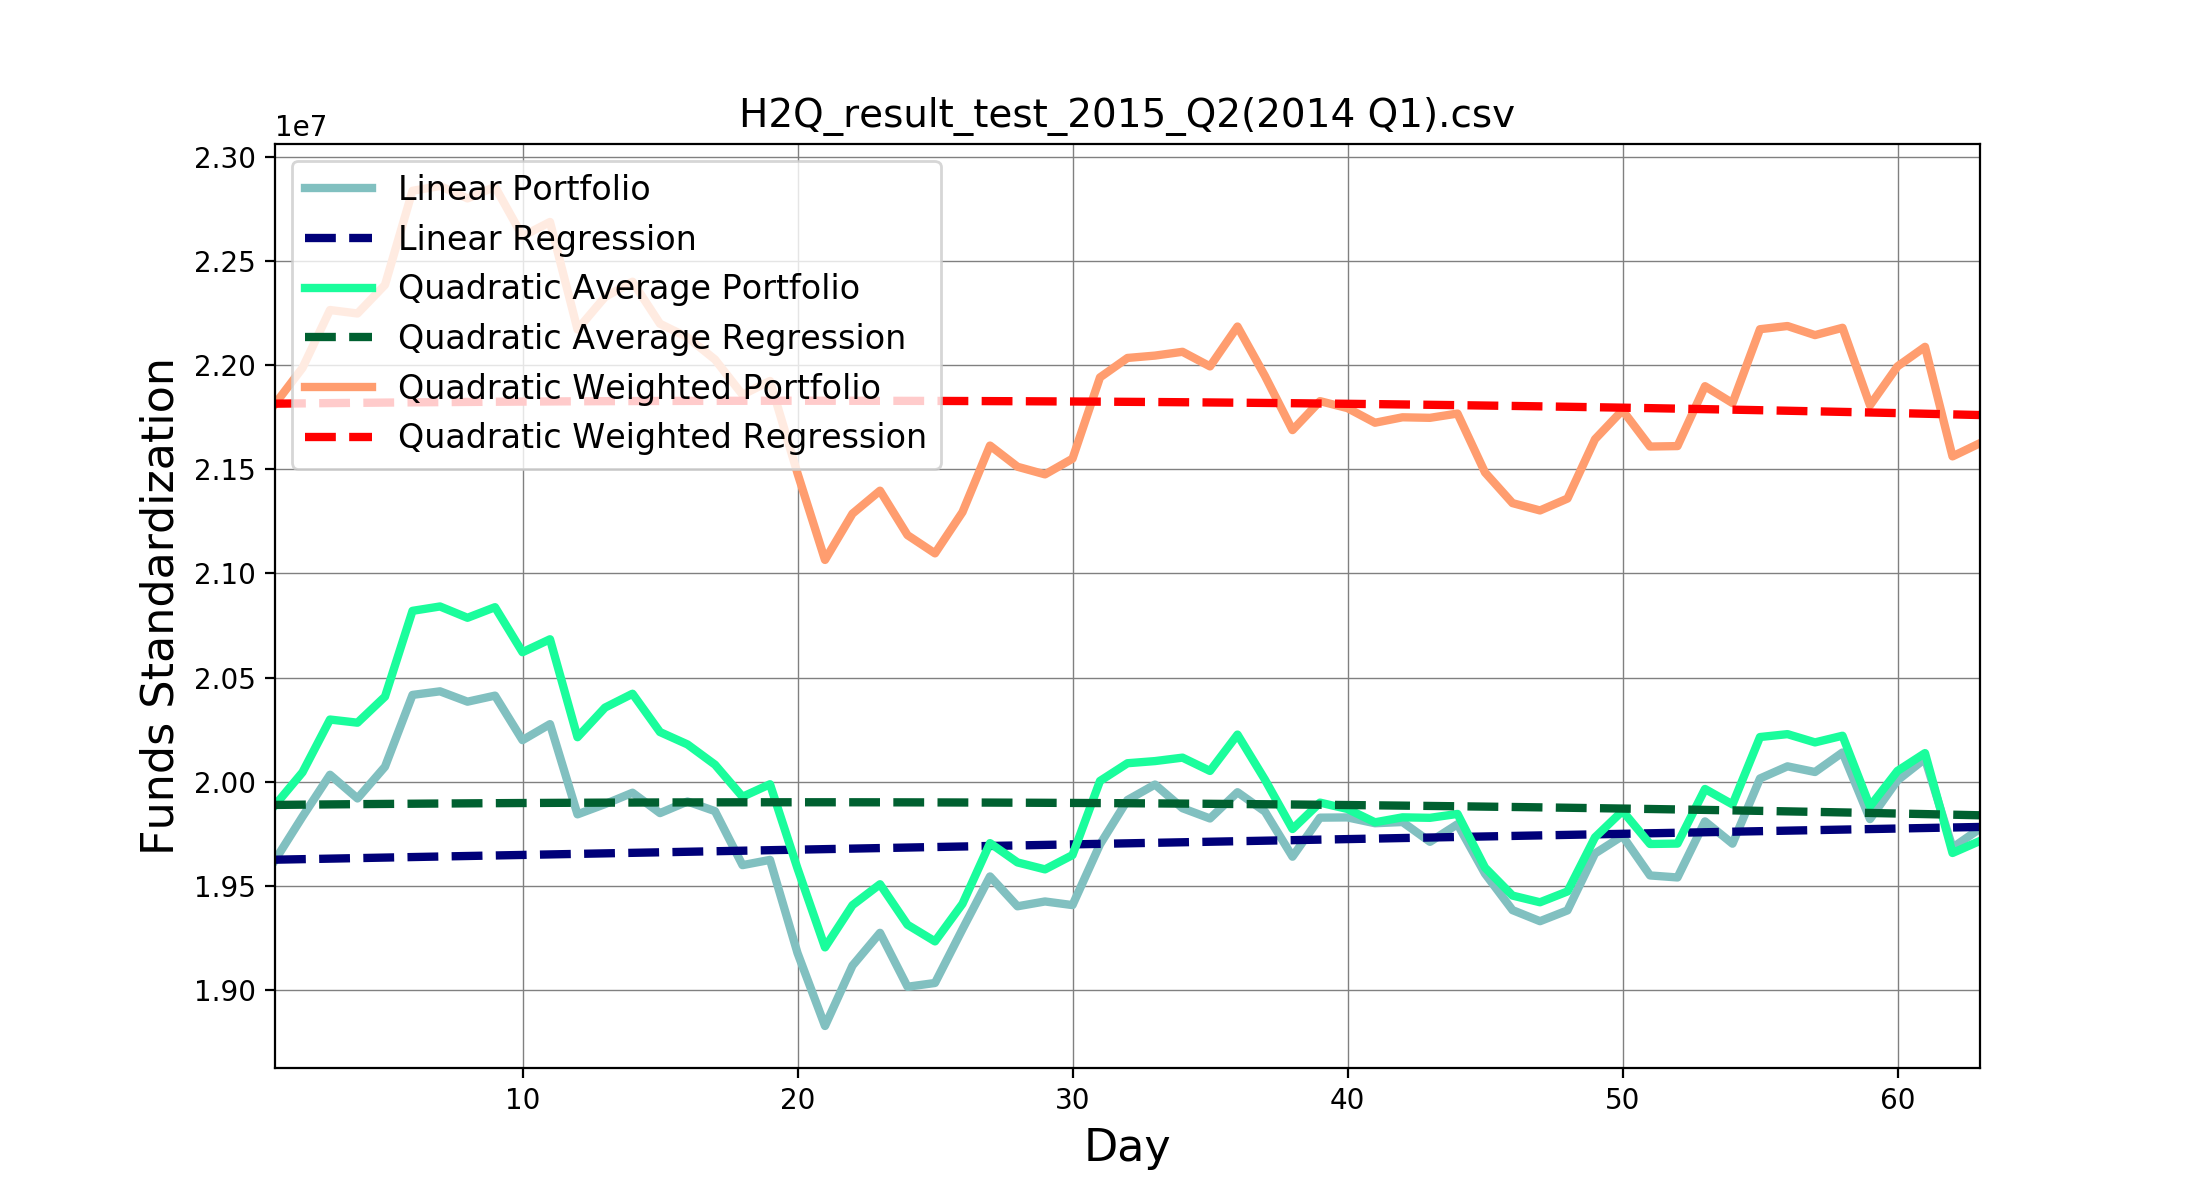 H2Q_result_test_2015_Q2(2014 Q1).csv
1e7
2.30
2.25
2.20
2.15
2.10
2.05
2.00
1.95
1.90
Funds Standardization
Linear Portfolio
Linear Regression
Quadratic Average Portfolio
Quadratic Average Regression
Quadratic Weighted Portfolio
Quadratic Weighted Regression
10 20 30 40 50 60
Day